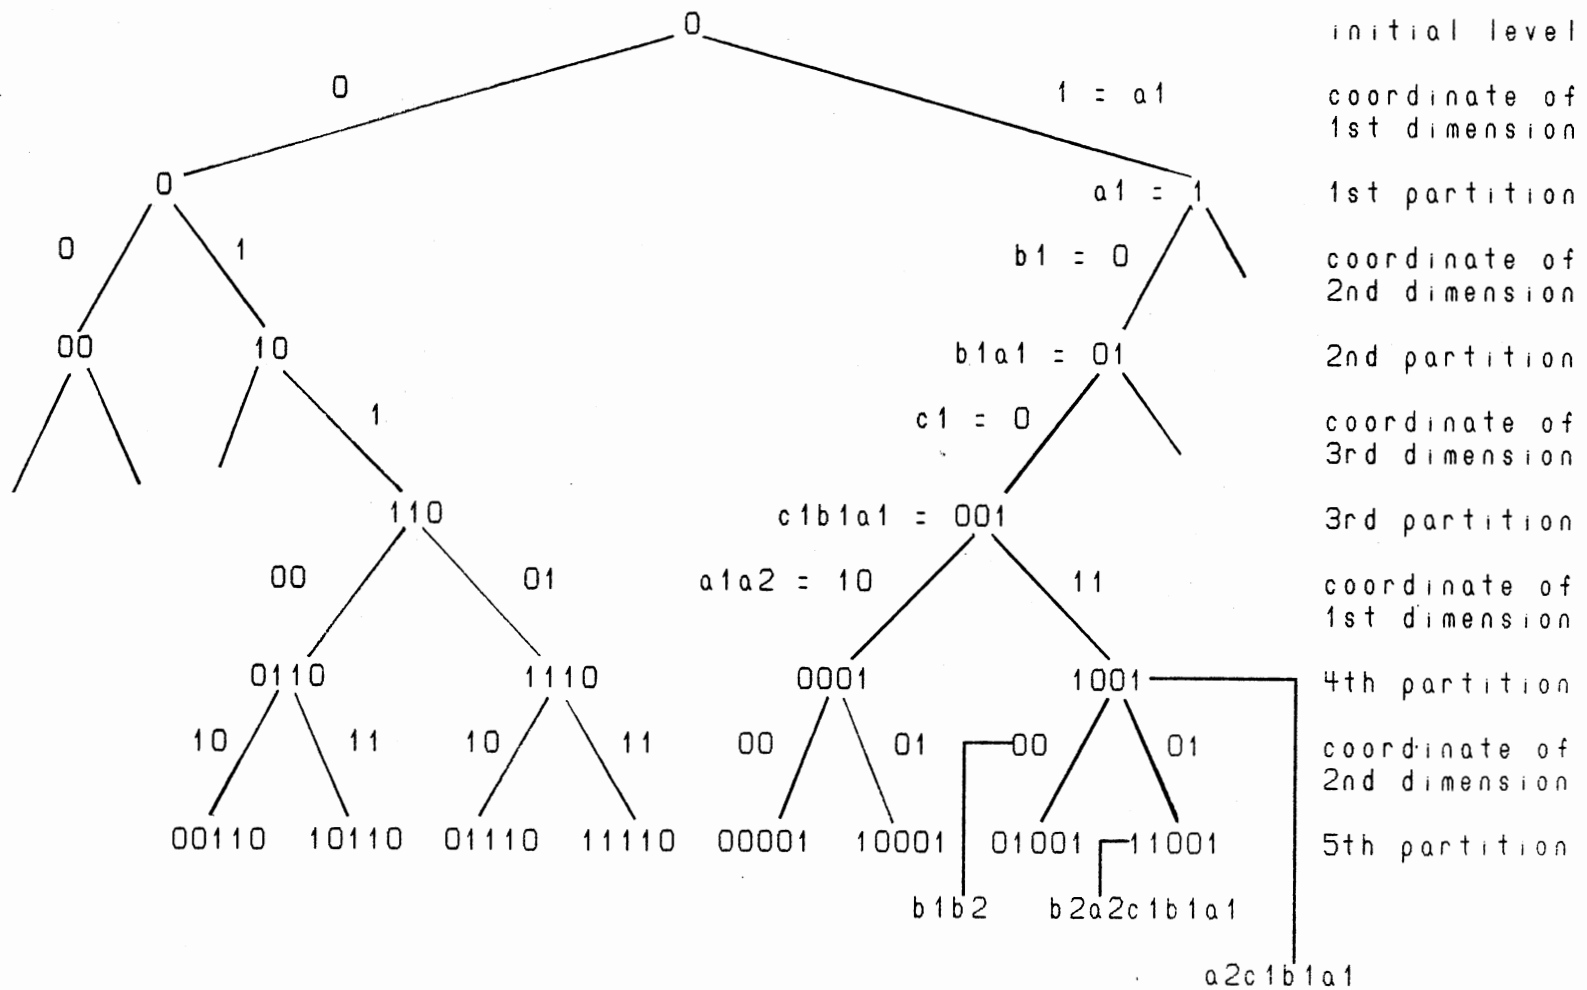 0 initial level
0 1 = a1 coordinate of
1st dimension
0 a1 = 1 1st partition
0 1 b1 = 0 coordinate of
2nd dimension
00 10 b1a1 = 01 2nd partition
1 c1 = 0 coordinate of
3rd dimension
110 c1b1a1 = 001 3rd partition
00 01 a1a2 = 10 11 coordinate of
1st dimension
0110 1110 0001 1001 4th partition
10 11 10 11 00 01 00 01 coordinate of
2nd dimension
00110 10110 01110 11110 00001 10001 01001 11001 5th partition
b1b2 b2a2c1b1a1
a2c1b1a1